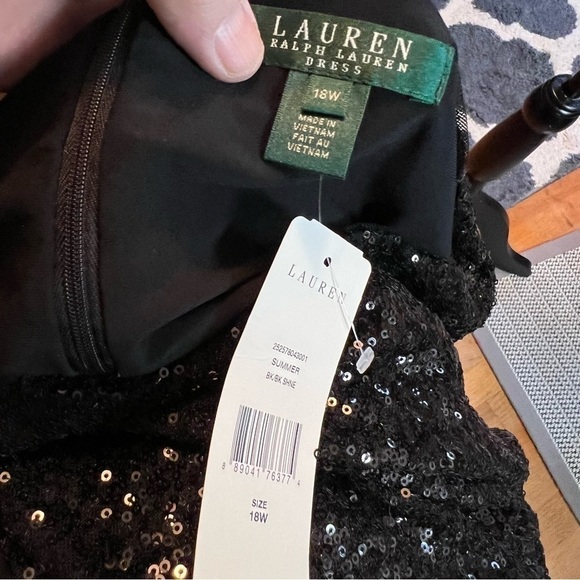 LAUREN
RALPH LAUREN
DRESS
18W
MADE IN
VIETNAM
FAIT AU
VIETNAM
LAUREN
252578043001
SUMMER
BK/BK SHNE
8 89041 76377 4
SIZE
18W